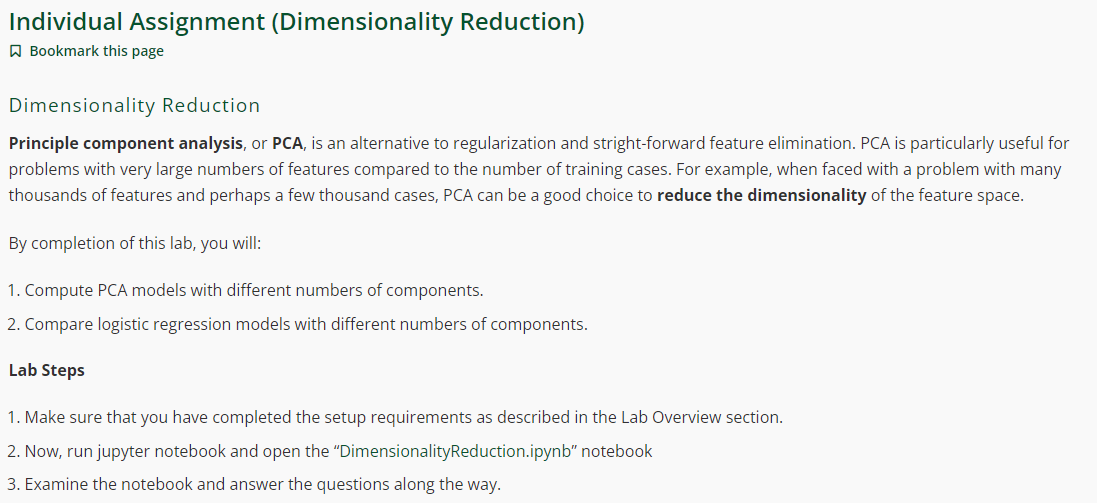 Individual Assignment (Dimensionality Reduction)
Bookmark this page
Dimensionality Reduction
Principle component analysis, or PCA, is an alternative to regularization and stright-forward feature elimination. PCA is particularly useful for
problems with very large numbers of features compared to the number of training cases. For example, when faced with a problem with many
thousands of features and perhaps a few thousand cases, PCA can be a good choice to reduce the dimensionality of the feature space.
By completion of this lab, you will:
1. Compute PCA models with different numbers of components.
2. Compare logistic regression models with different numbers of components.
Lab Steps
1. Make sure that you have completed the setup requirements as described in the Lab Overview section.
2. Now, run jupyter notebook and open the “DimensionalityReduction.ipynb” notebook
3. Examine the notebook and answer the questions along the way.